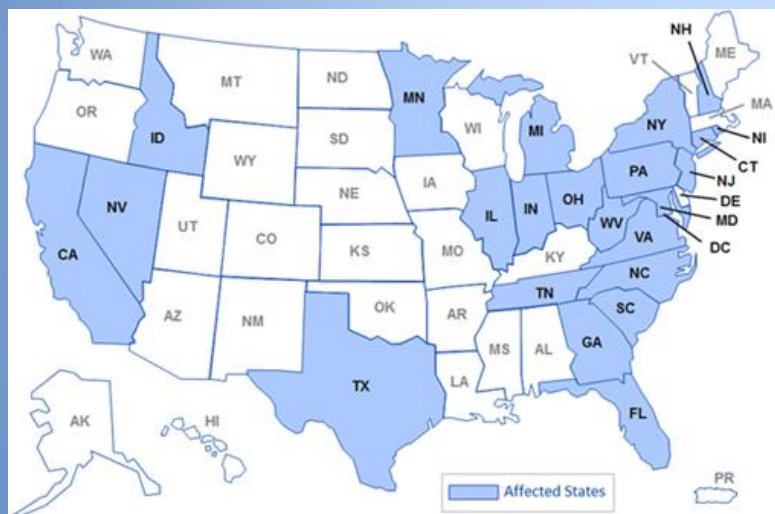 WA
MT
ND
MN
NH
VT
ME
OR
ID
WY
SD
WI
MI
NY
MA
NI
CT
NJ
DE
MD
DC
PA
NV
CA
UT
CO
NE
KS
IA
MO
IL
IN
OH
WV
VA
KY
NC
TN
SC
AZ
NM
OK
AR
MS
AL
GA
LA
TX
FL
AK
HI
PR
Affected States